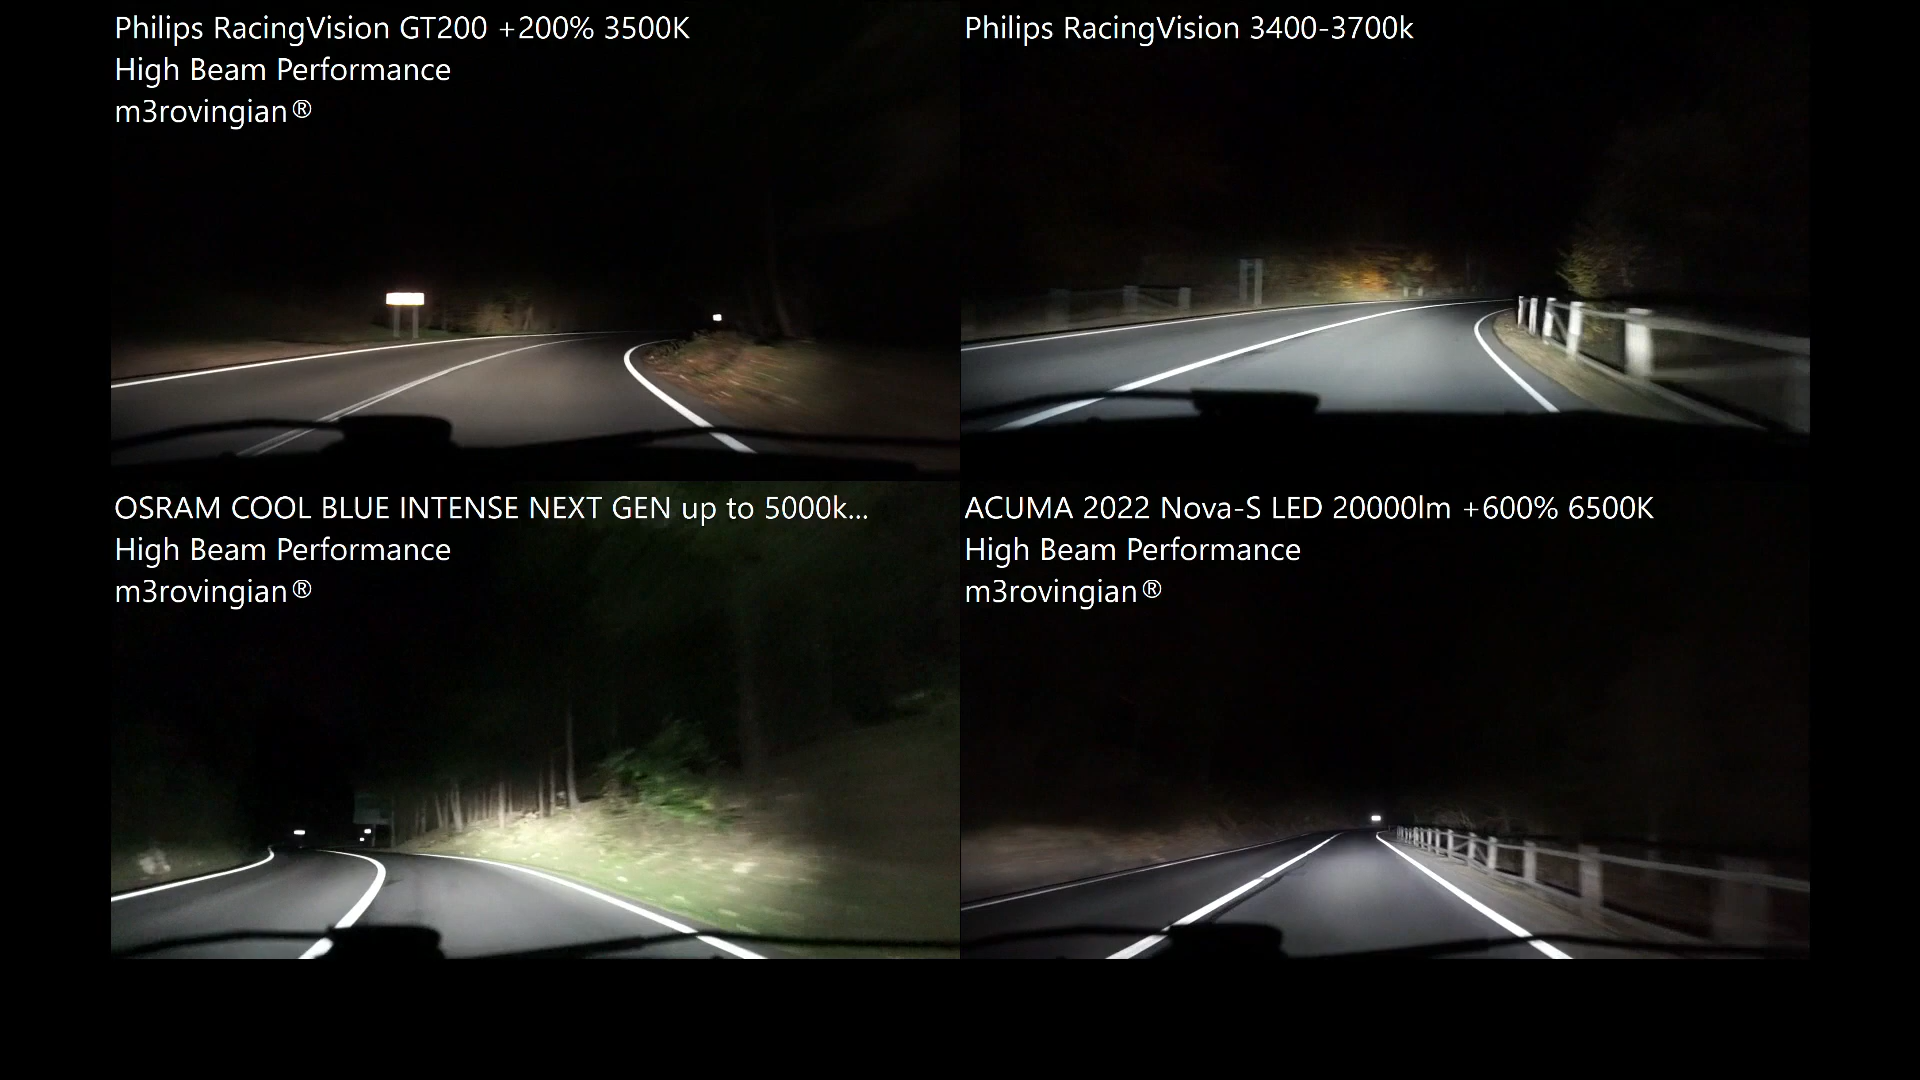 Philips RacingVision GT200 +200% 3500K
High Beam Performance
m3rovingian®
Philips RacingVision 3400-3700k
OSRAM COOL BLUE INTENSE NEXT GEN up to 5000k...
High Beam Performance
m3rovingian®
ACUMA 2022 Nova-S LED 20000lm +600% 6500K
High Beam Performance
m3rovingian®